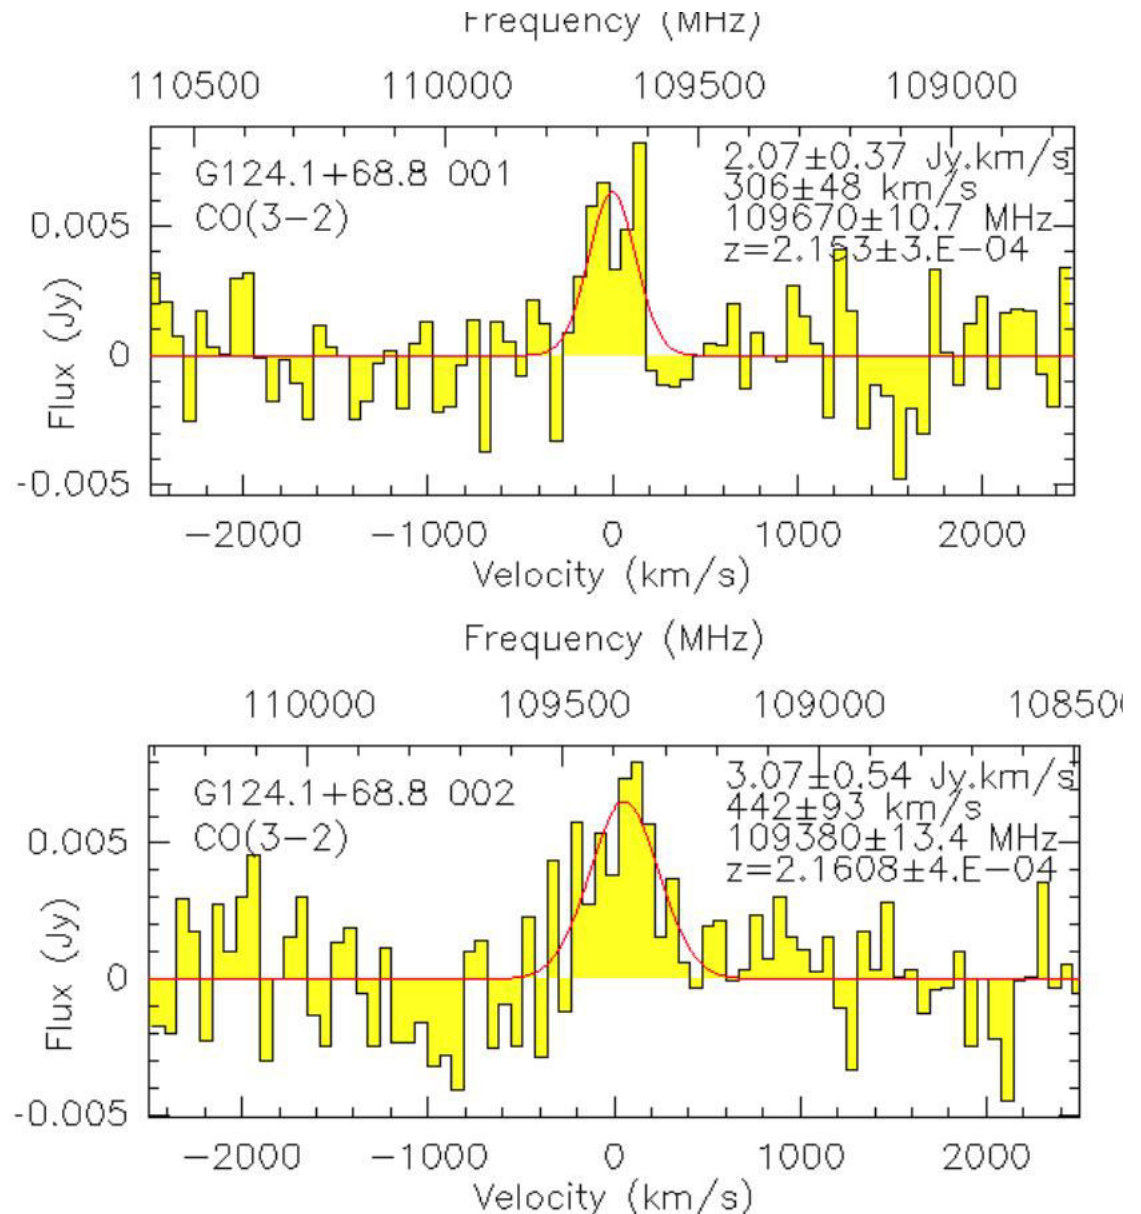 Frequency (MHz)
110500 110000 109500 109000
G124.1+68.8 001
CO(3-2)
2.07±0.37 Jy.km/s
306±48 km/s
109670±10.7 MHz
z=2.153±3.E-04
0.005
0
-0.005
Flux (Jy)
-2000 -1000 0 1000 2000
Velocity (km/s)
Frequency (MHz)
110000 109500 109000 10850
G124.1+68.8 002
CO(3-2)
3.07±0.54 Jy.km/s
442±93 km/s
109380±13.4 MHz
z=2.1608±4.E-04
0.005
0
-0.005
Flux (Jy)
-2000 -1000 0 1000 2000
Velocity (km/s)